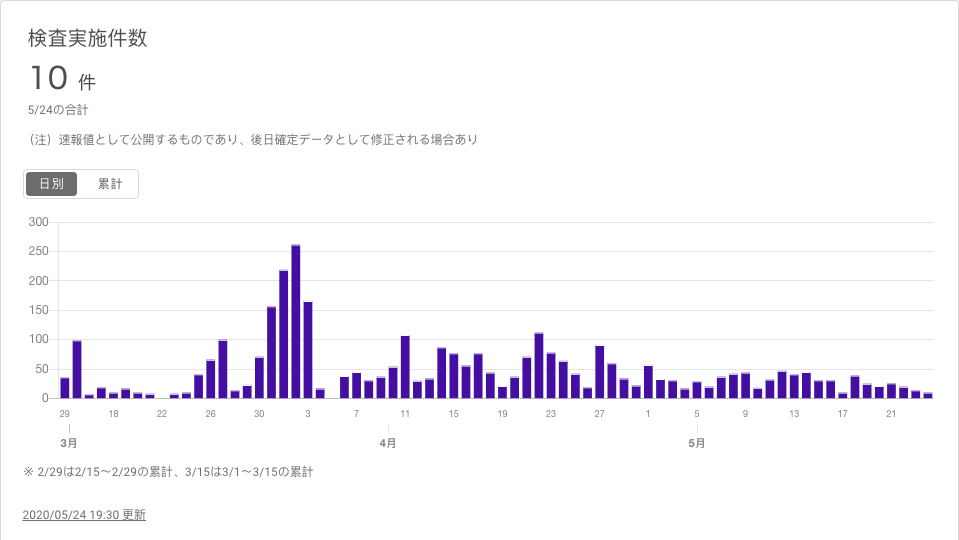 検査実施件数
10 件
5/24の合計
（注）速報値として公開するものであり、後日確定データとして修正される場合あり
日別 累計
300
250
200
150
100
50
0
29 18 22 26 30 3 7 11 15 19 23 27 1 5 9 13 17 21
3月 4月 5月
※ 2/29は2/15〜2/29の累計、3/15は3/1〜3/15の累計
2020/05/24 19:30 更新